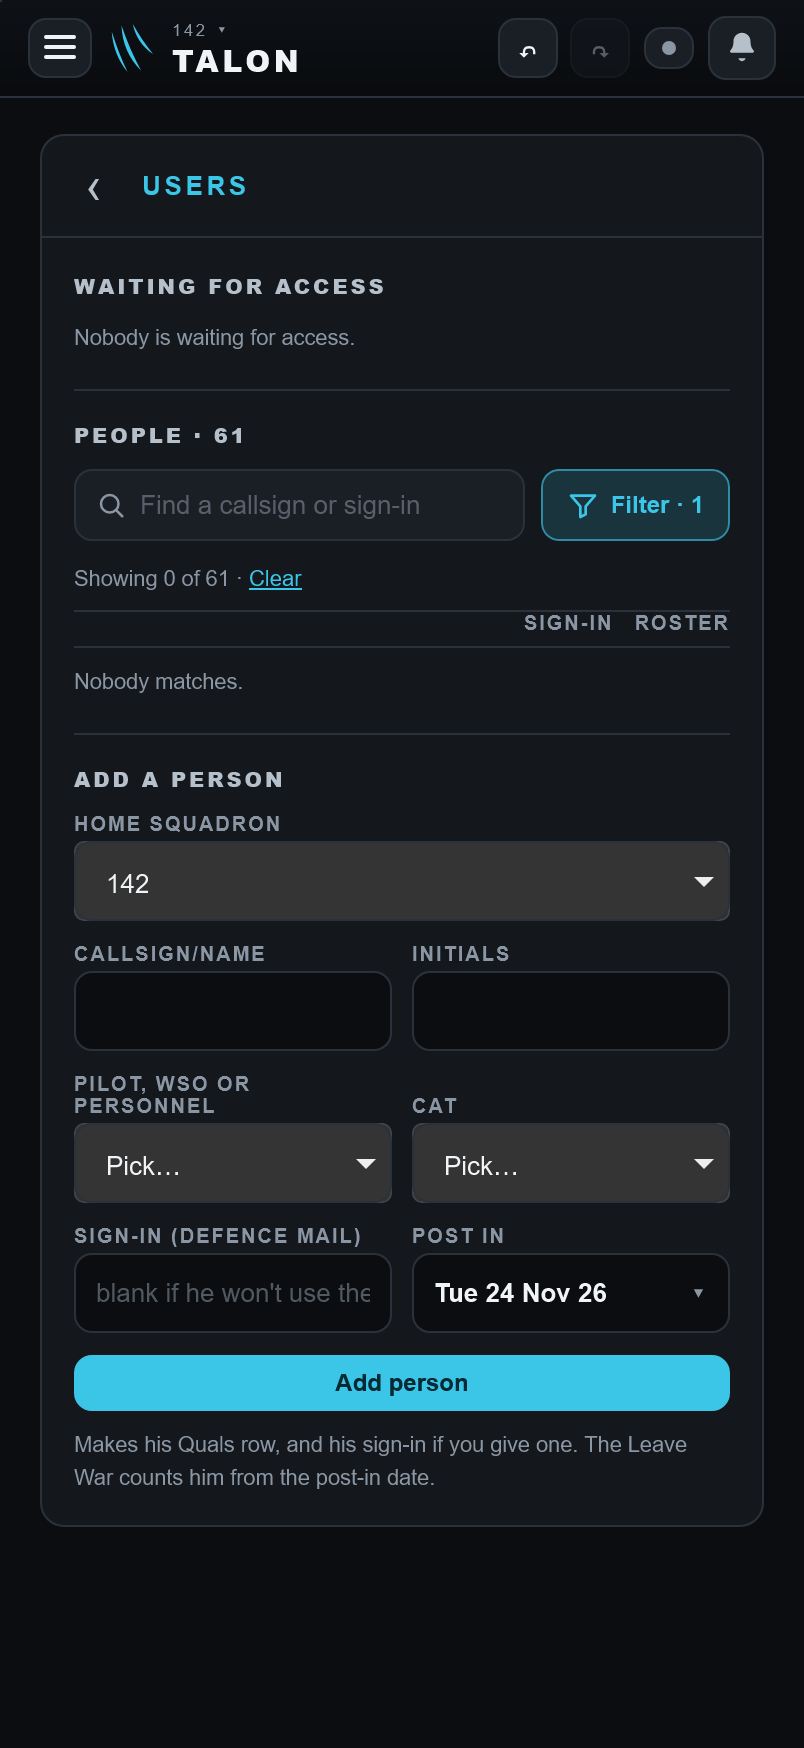 142 ▾
TALON
USERS
WAITING FOR ACCESS
Nobody is waiting for access.
PEOPLE · 61
Find a callsign or sign-in
Filter · 1
Showing 0 of 61 · Clear
SIGN-IN ROSTER
Nobody matches.
ADD A PERSON
HOME SQUADRON
142
CALLSIGN/NAME
INITIALS
PILOT, WSO OR
PERSONNEL
CAT
Pick…
Pick…
SIGN-IN (DEFENCE MAIL)
POST IN
blank if he won't use the
Tue 24 Nov 26 ▾
Add person
Makes his Quals row, and his sign-in if you give one. The Leave
War counts him from the post-in date.